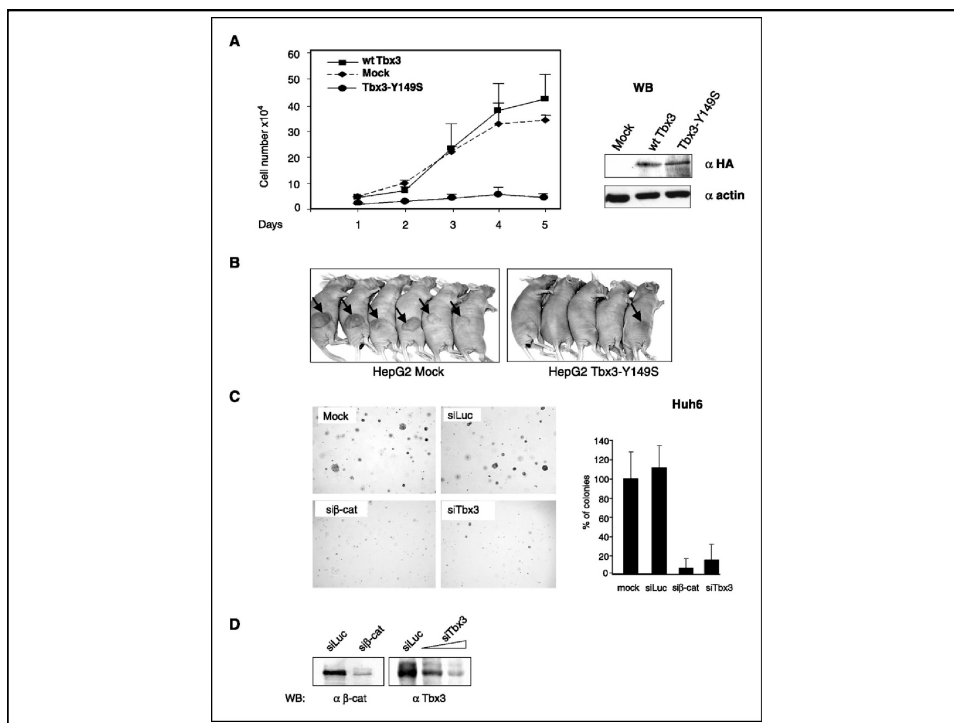 A
60
50
40
30
20
10
0
Cell number x10⁴
wt Tbx3
Mock
Tbx3-Y149S
Days 1 2 3 4 5
WB
Mock
wt Tbx3
Tbx3-Y149S
α HA
α actin
B
HepG2 Mock
HepG2 Tbx3-Y149S
C
Mock
siLuc
siβ-cat
siTbx3
Huh6
140
120
100
80
60
40
20
0
% of colonies
mock siLuc siβ-cat siTbx3
D
siLuc
siβ-cat
siLuc
siTbx3
WB: α β-cat α Tbx3